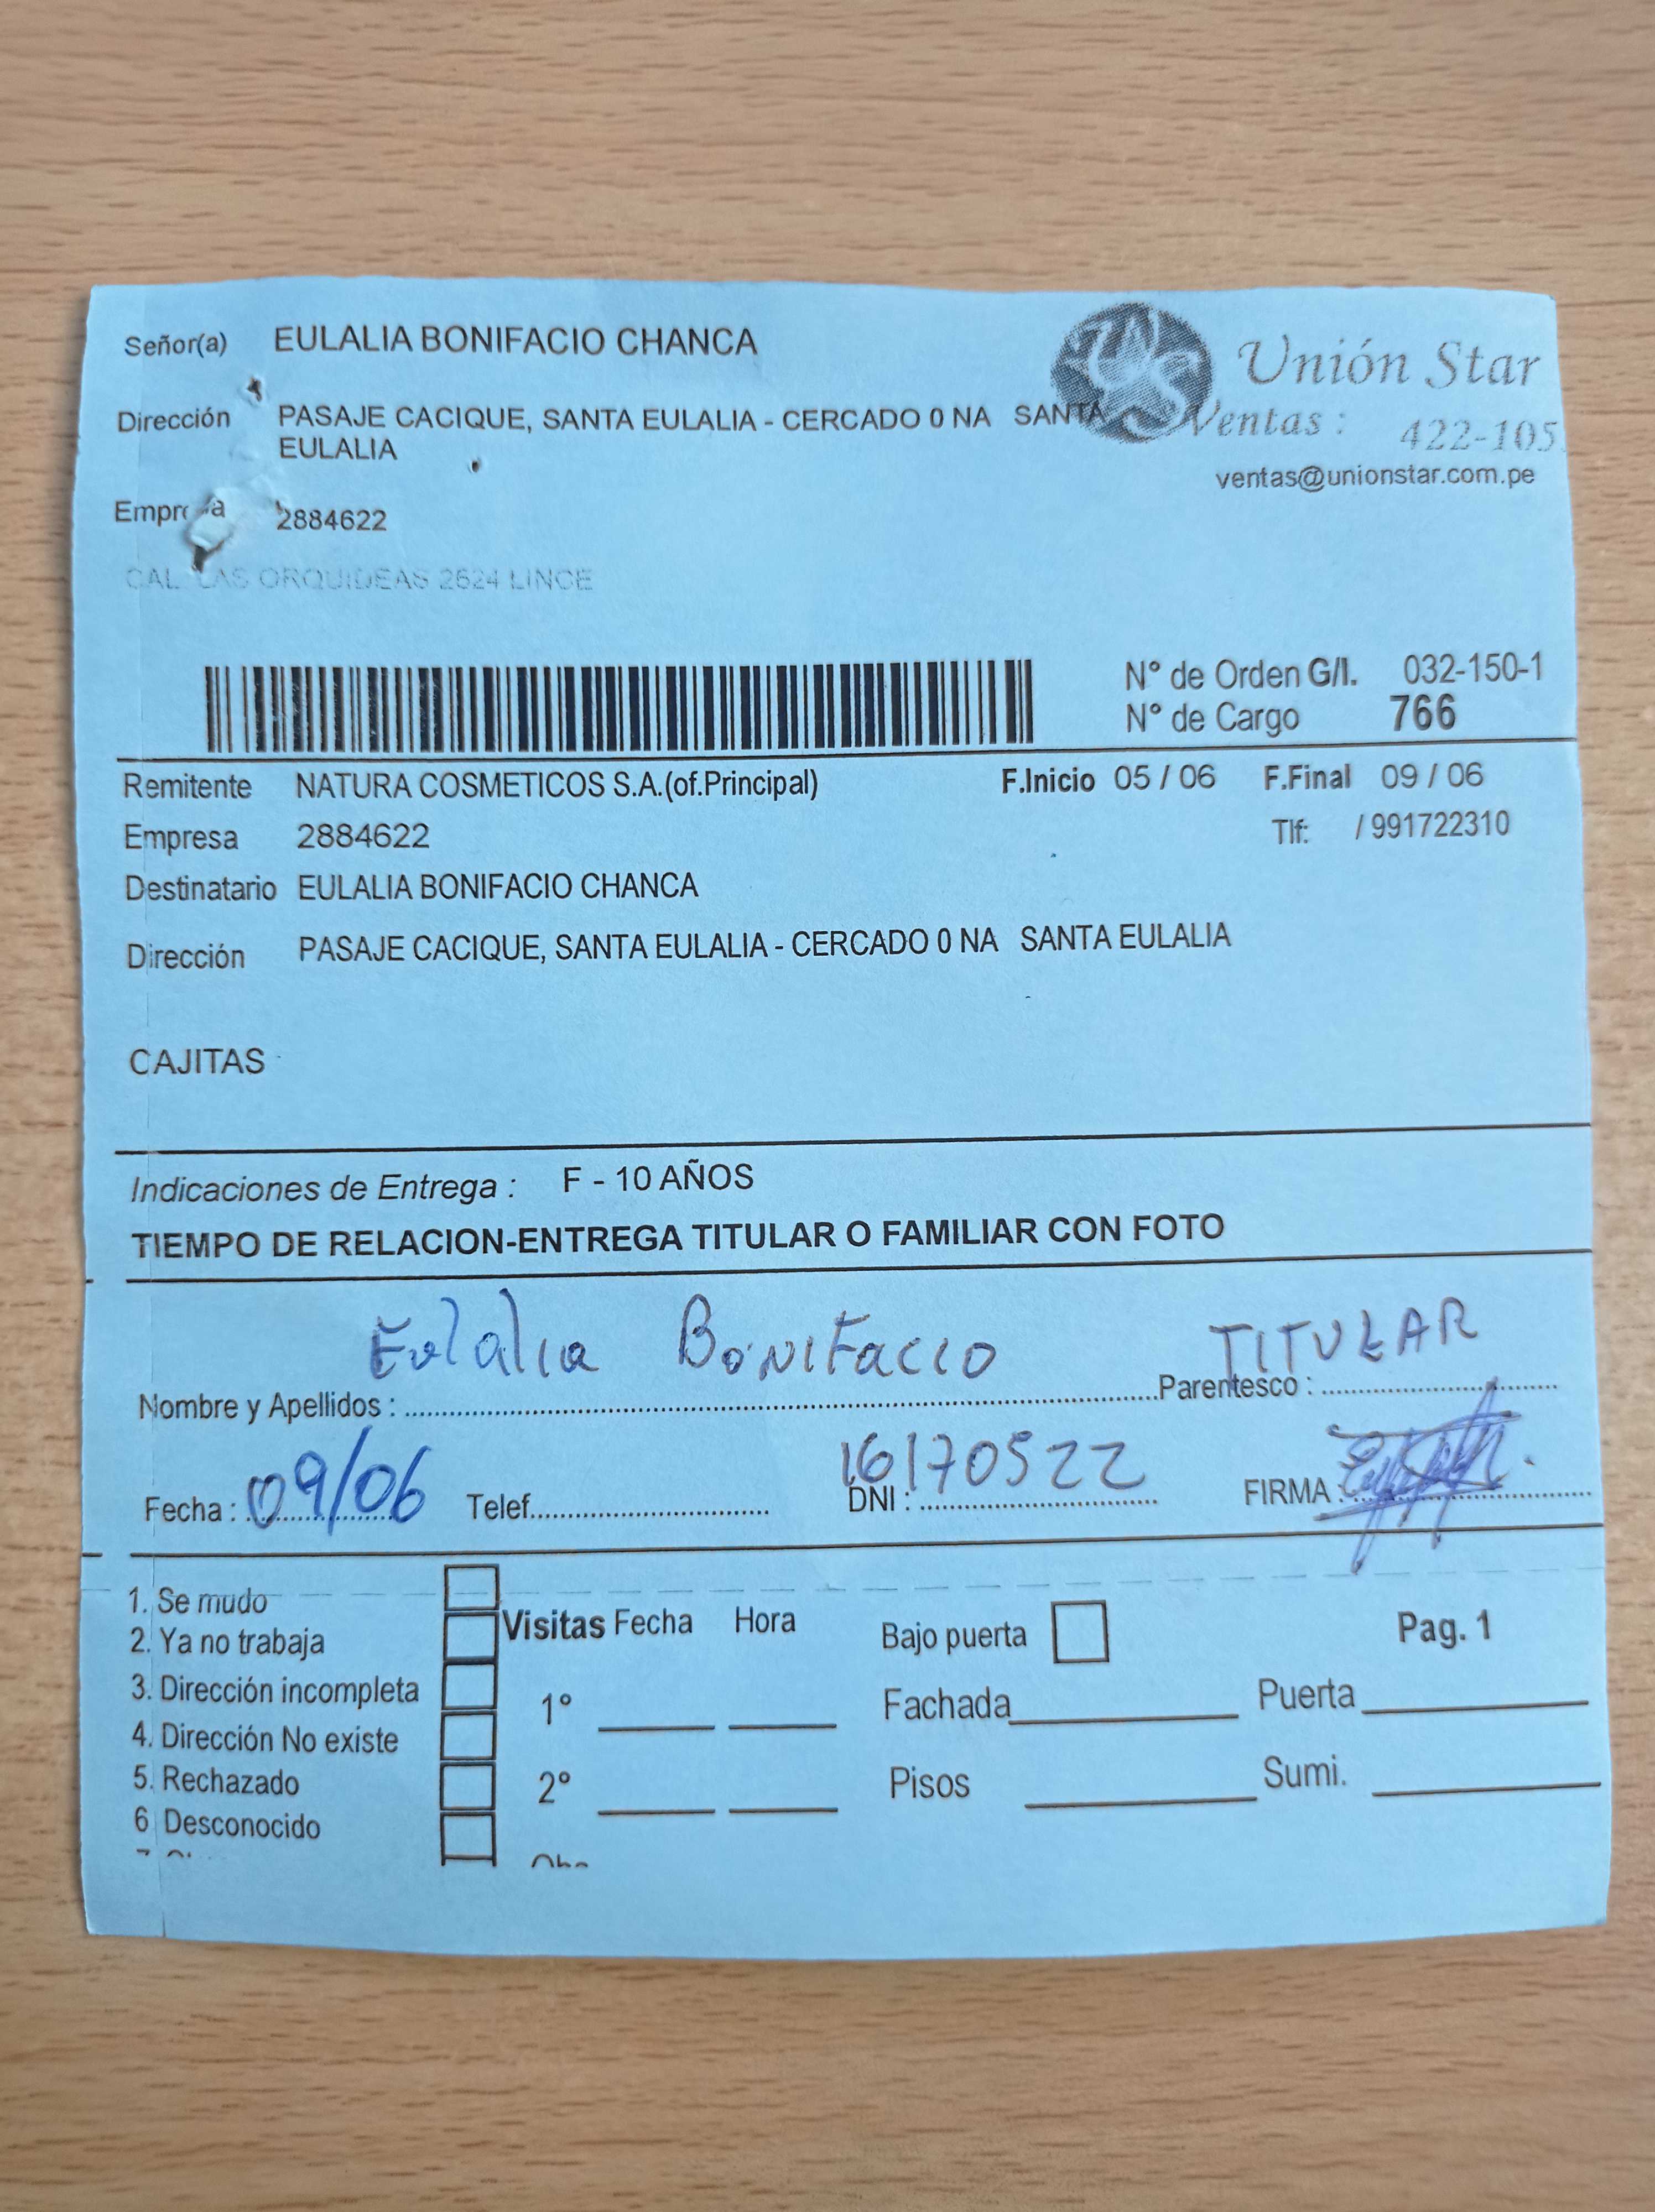 Señor(a) EULALIA BONIFACIO CHANCA
Unión Star
Dirección PASAJE CACIQUE, SANTA EULALIA - CERCADO 0 NA SANTA
EULALIA
Ventas : 422-105
ventas@unionstar.com.pe
2884622
CAL LAS ORQUIDEAS 2624 LINCE
N° de Orden G/I. 032-150-1
N° de Cargo 766
Remitente NATURA COSMETICOS S.A.(of.Principal) F.Inicio 05 / 06 F.Final 09 / 06
Empresa 2884622 Tlf: / 991722310
Destinatario EULALIA BONIFACIO CHANCA
Dirección PASAJE CACIQUE, SANTA EULALIA - CERCADO 0 NA SANTA EULALIA
CAJITAS
Indicaciones de Entrega : F - 10 AÑOS
TIEMPO DE RELACION-ENTREGA TITULAR O FAMILIAR CON FOTO
Nombre y Apellidos : Eulalia Bonifacio Parentesco : TITULAR
Fecha : 09/06 Telef. DNI : 16170522 FIRMA :
1. Se mudo
2. Ya no trabaja
3. Dirección incompleta
4. Dirección No existe
5. Rechazado
6 Desconocido
Visitas Fecha Hora
1°
2°
Bajo puerta Pag. 1
Fachada Puerta
Pisos Sumi.